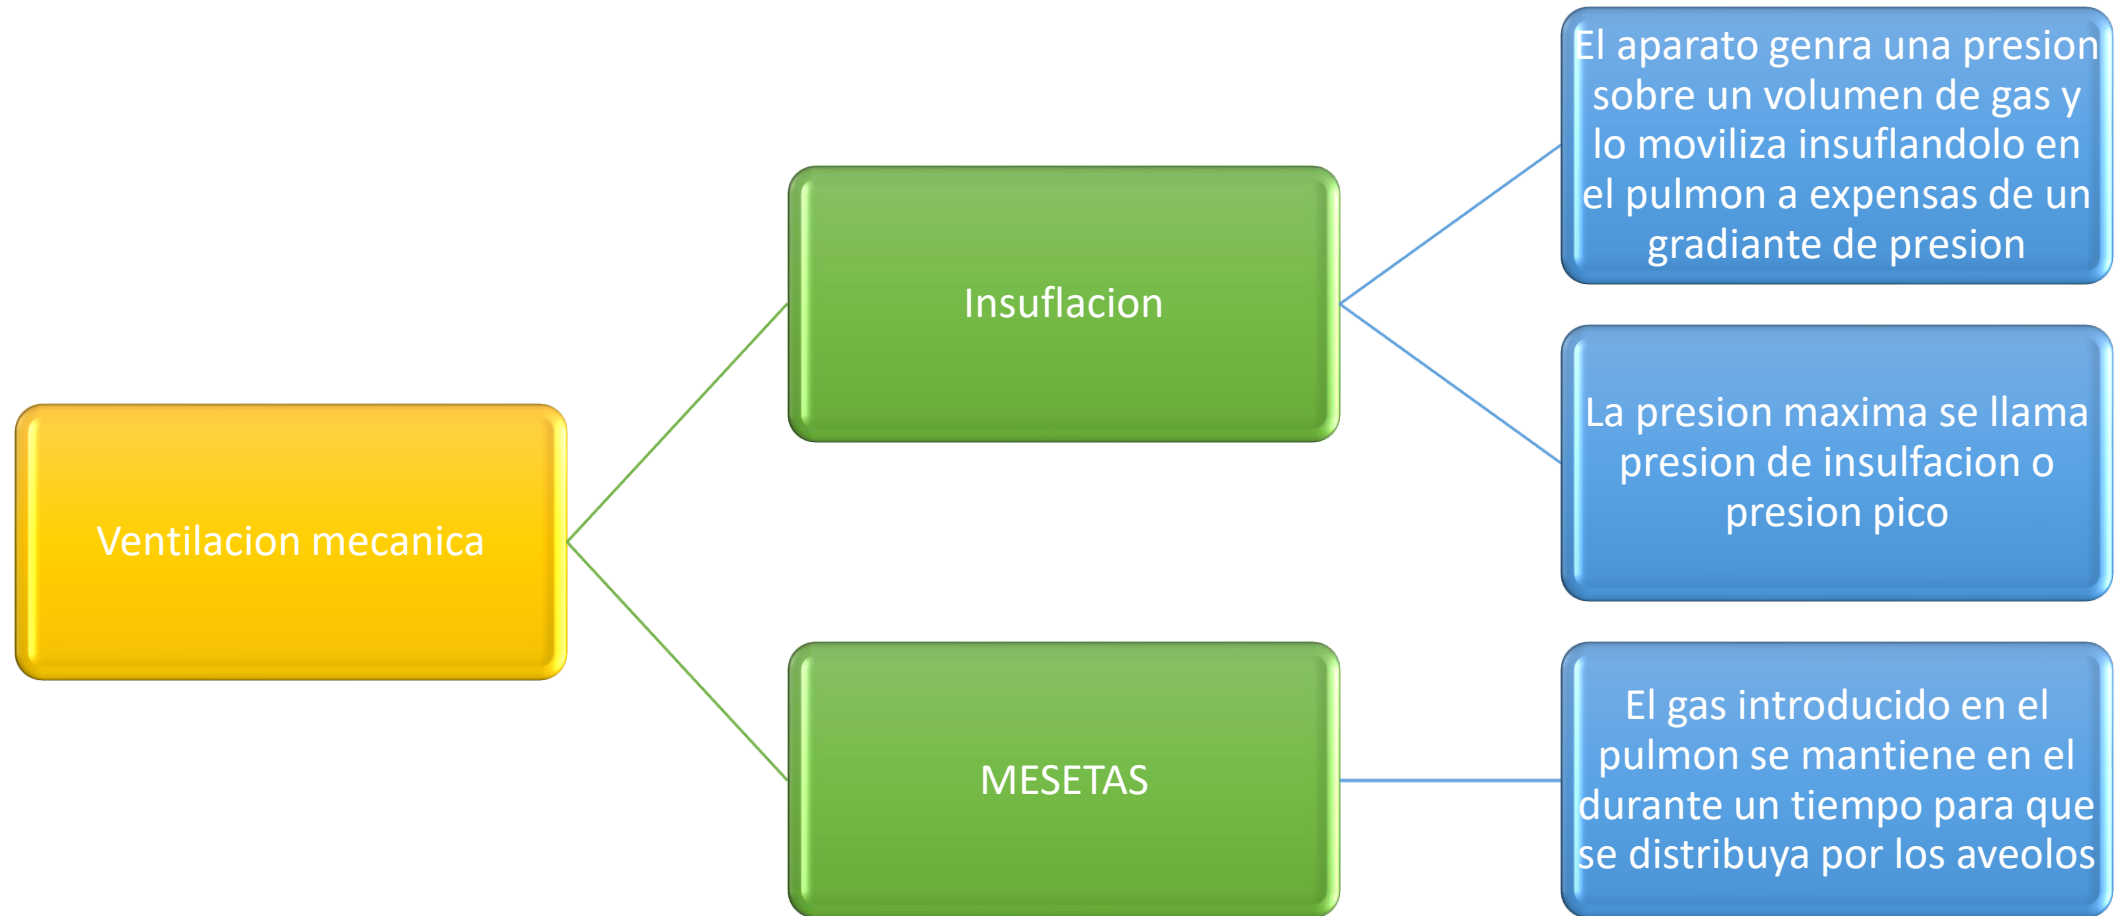 El aparato genra una presion
sobre un volumen de gas y
lo moviliza insuflandolo en
el pulmon a expensas de un
gradiante de presion
Insuflacion
La presion maxima se llama
presion de insulfacion o
presion pico
Ventilacion mecanica
MESETAS
El gas introducido en el
pulmon se mantiene en el
durante un tiempo para que
se distribuya por los aveolos